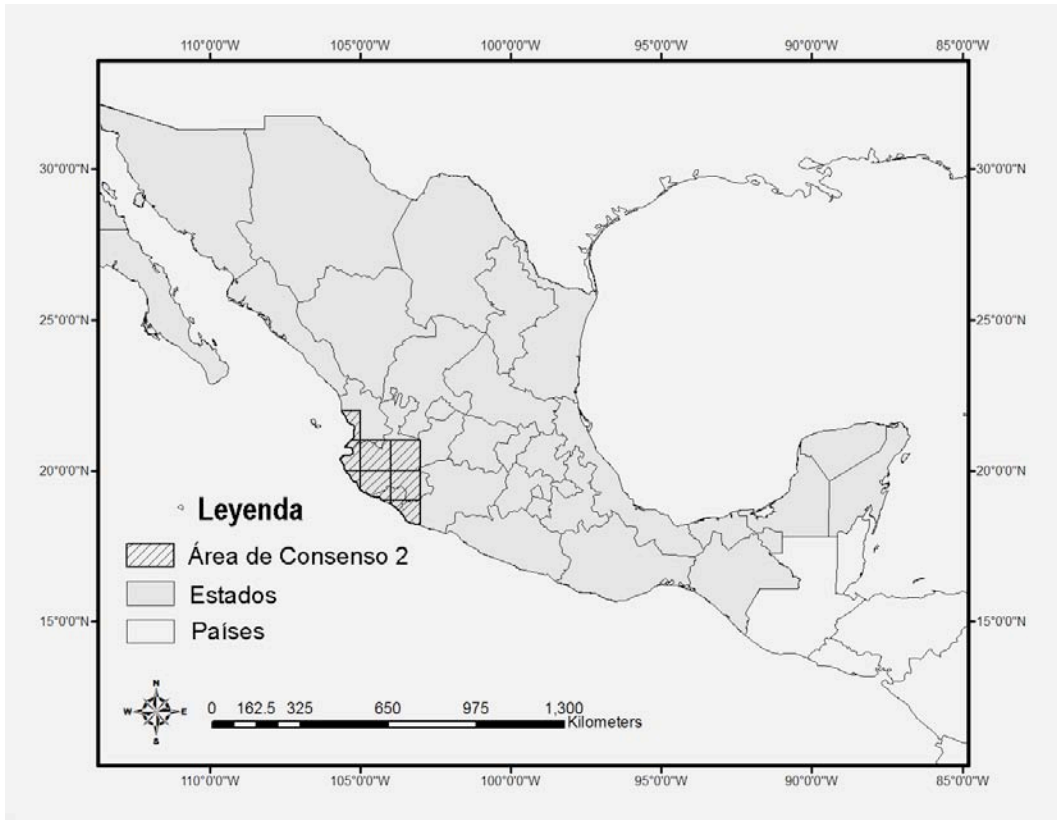 110°0'0"W 105°0'0"W 100°0'0"W 95°0'0"W 90°0'0"W 85°0'0"W
30°0'0"N 30°0'0"N
25°0'0"N 25°0'0"N
20°0'0"N 20°0'0"N
Leyenda
Área de Consenso 2
Estados
Países
15°0'0"N 15°0'0"N
N
W E
S
0 162.5 325 650 975 1,300
Kilometers
110°0'0"W 105°0'0"W 100°0'0"W 95°0'0"W 90°0'0"W 85°0'0"W